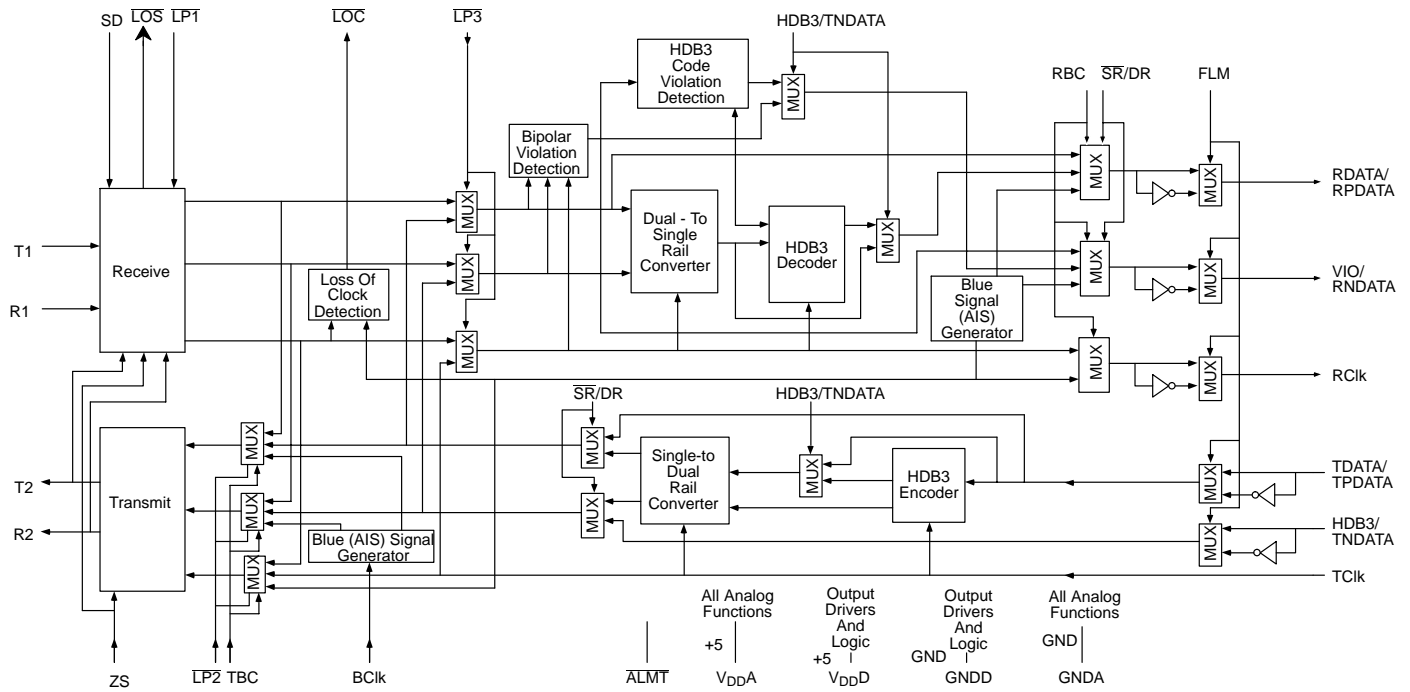 SD
LOS
LP1
LOC
LP3
HDB3/TNDATA
HDB3
Code
Violation
Detection
MUX
RBC
SR/DR
FLM
Bipolar
Violation
Detection
MUX
MUX
RDATA/
RPDATA
MUX
T1
Receive
Dual - To
Single
Rail
Converter
HDB3
Decoder
MUX
MUX
MUX
MUX
VIO/
RNDATA
R1
Loss Of
Clock
Detection
Blue
Signal
(AIS)
Generator
MUX
MUX
MUX
RClk
SR/DR
HDB3/TNDATA
MUX
MUX
T2
Transmit
Single-to
Dual
Rail
Converter
MUX
HDB3
Encoder
MUX
TDATA/
TPDATA
MUX
MUX
R2
Blue (AIS) Signal
Generator
MUX
HDB3/
TNDATA
MUX
TClk
All Analog
Functions
Output
Drivers
And
Logic
Output
Drivers
And
Logic
All Analog
Functions
+5
+5
GND
GND
ZS
LP2
TBC
BClk
ALMT
VDDA
VDDD
GNDD
GNDA